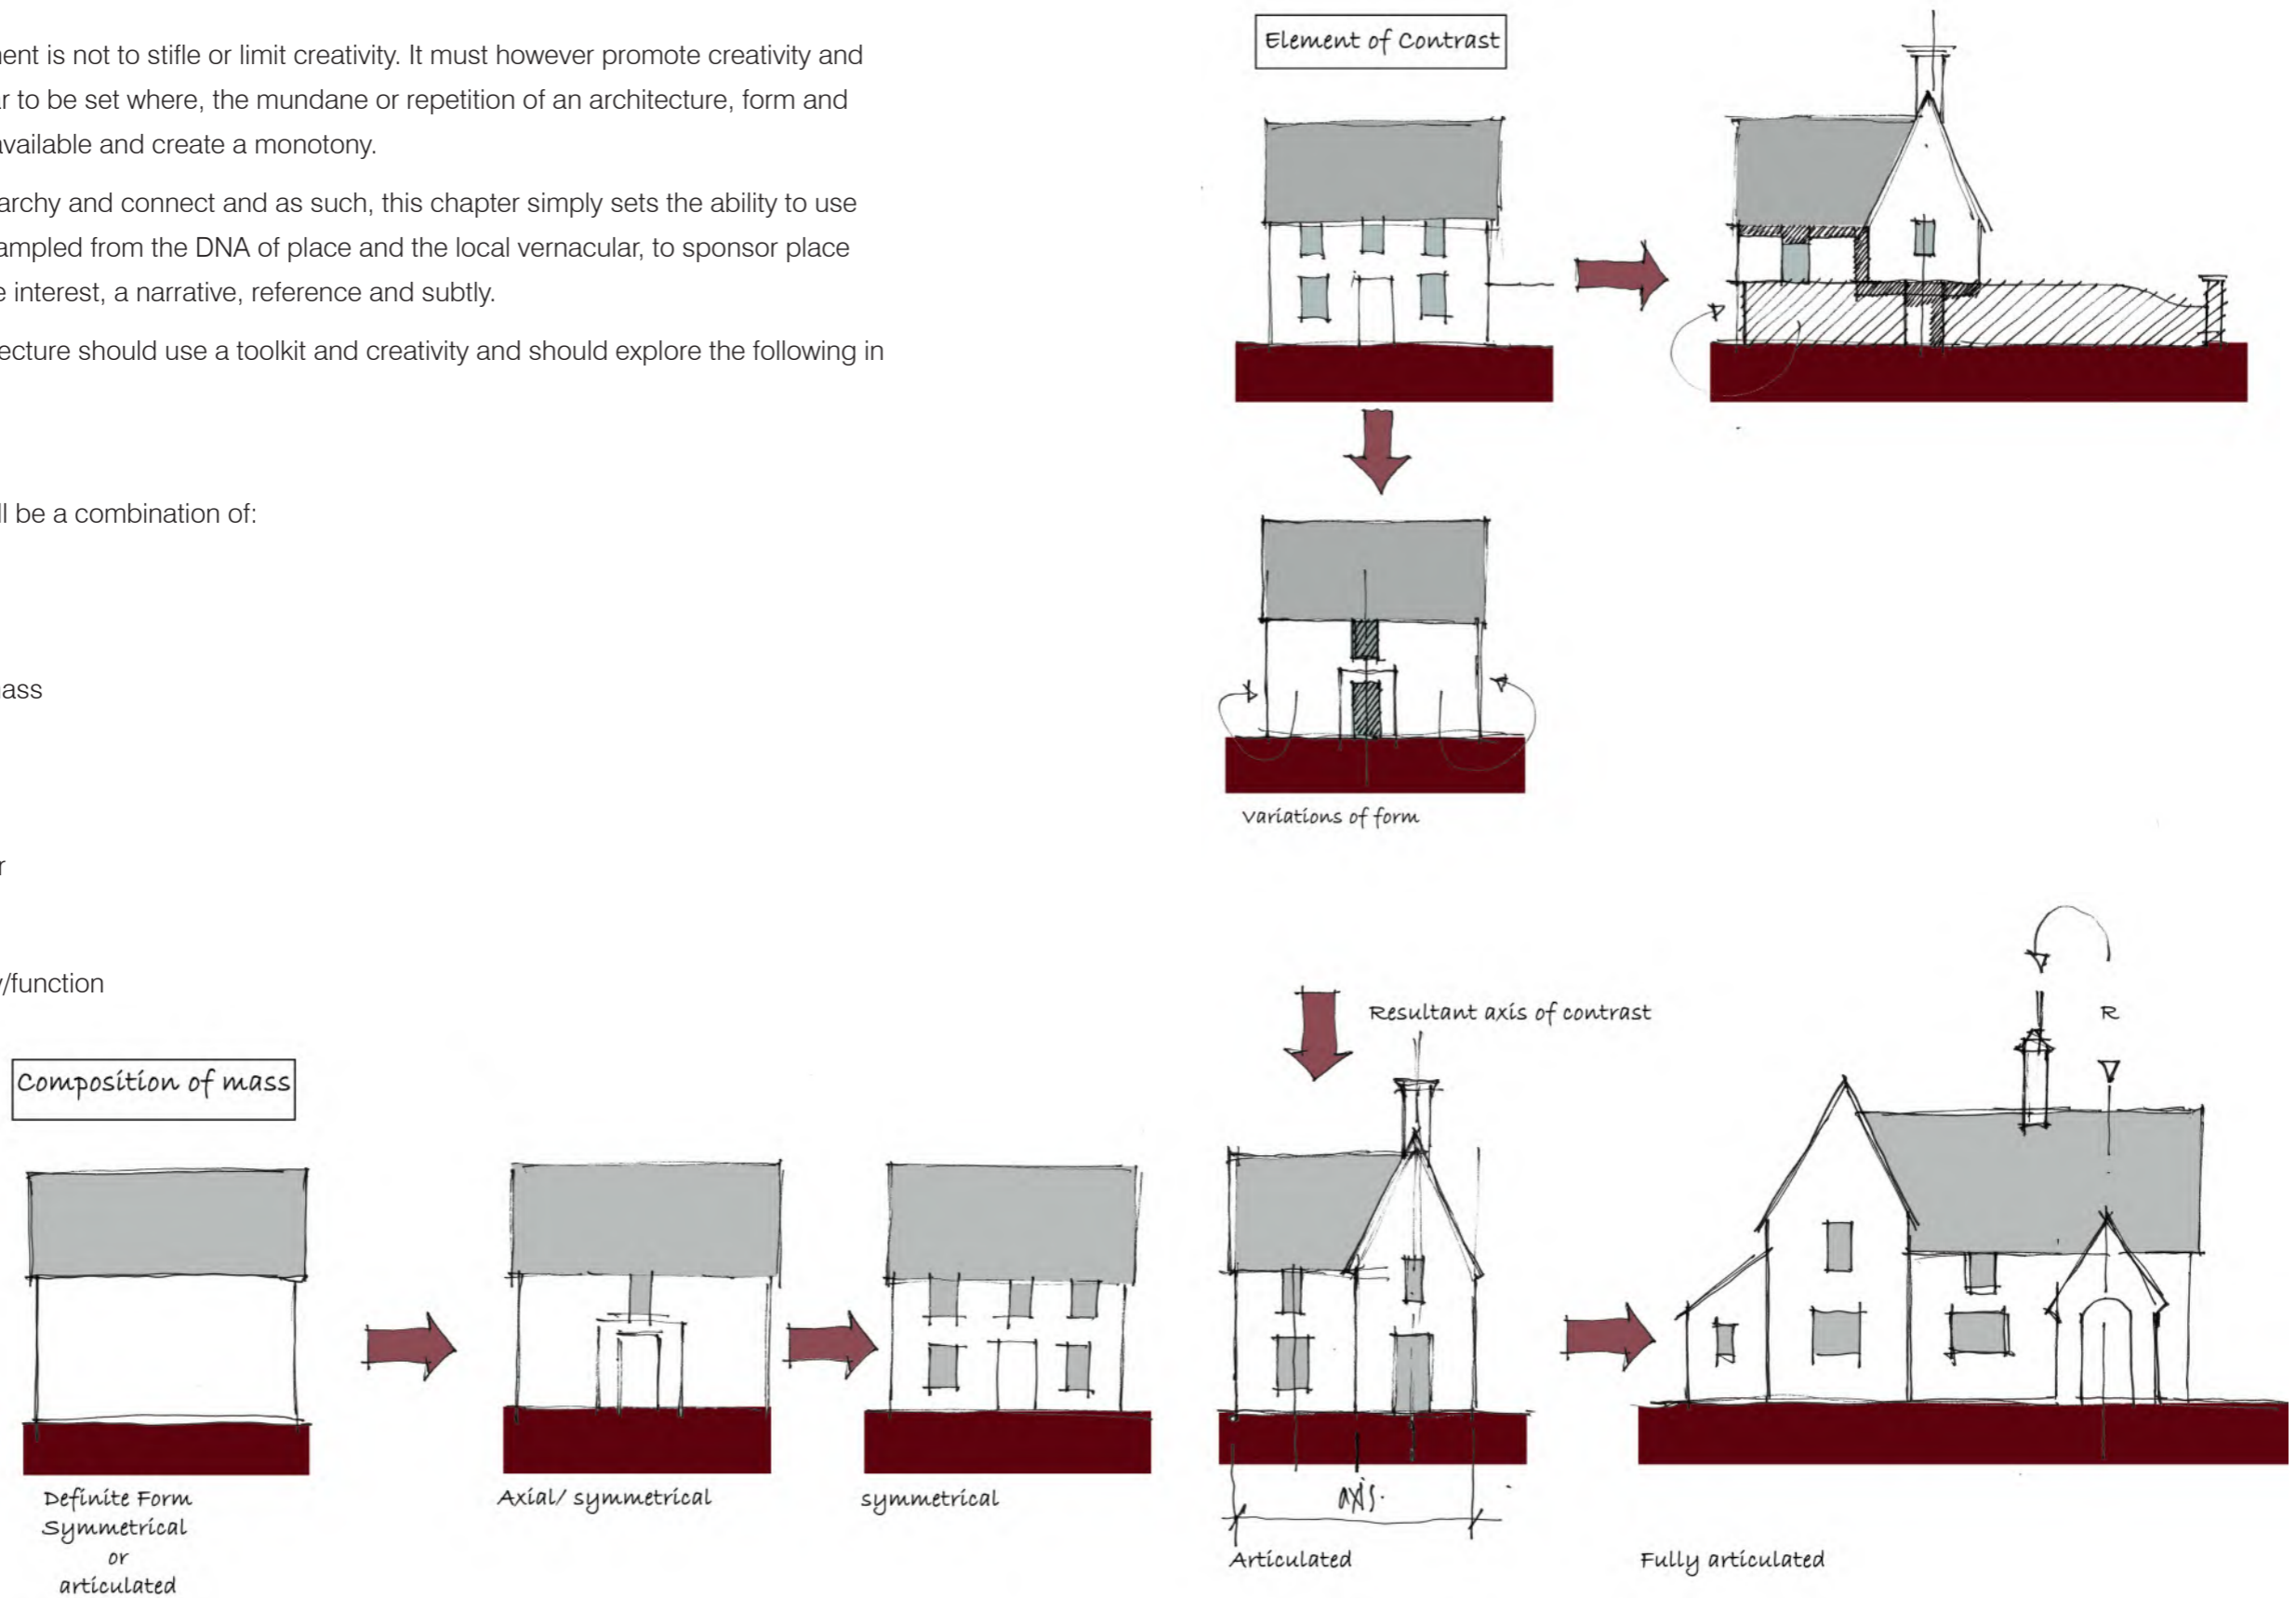 ent is not to stifle or limit creativity. It must however promote creativity and
to be set where, the mundane or repetition of an architecture, form and
available and create a monotony.
archy and connect and as such, this chapter simply sets the ability to use
ampled from the DNA of place and the local vernacular, to sponsor place
interest, a narrative, reference and subtly.
ecture should use a toolkit and creativity and should explore the following in
ll be a combination of:
ass
r
y/function
Element of Contrast
Variations of form
Resultant axis of contrast
R
Composition of mass
Definite Form
Symmetrical
or
articulated
Axial/ symmetrical
symmetrical
axis.
Articulated
Fully articulated